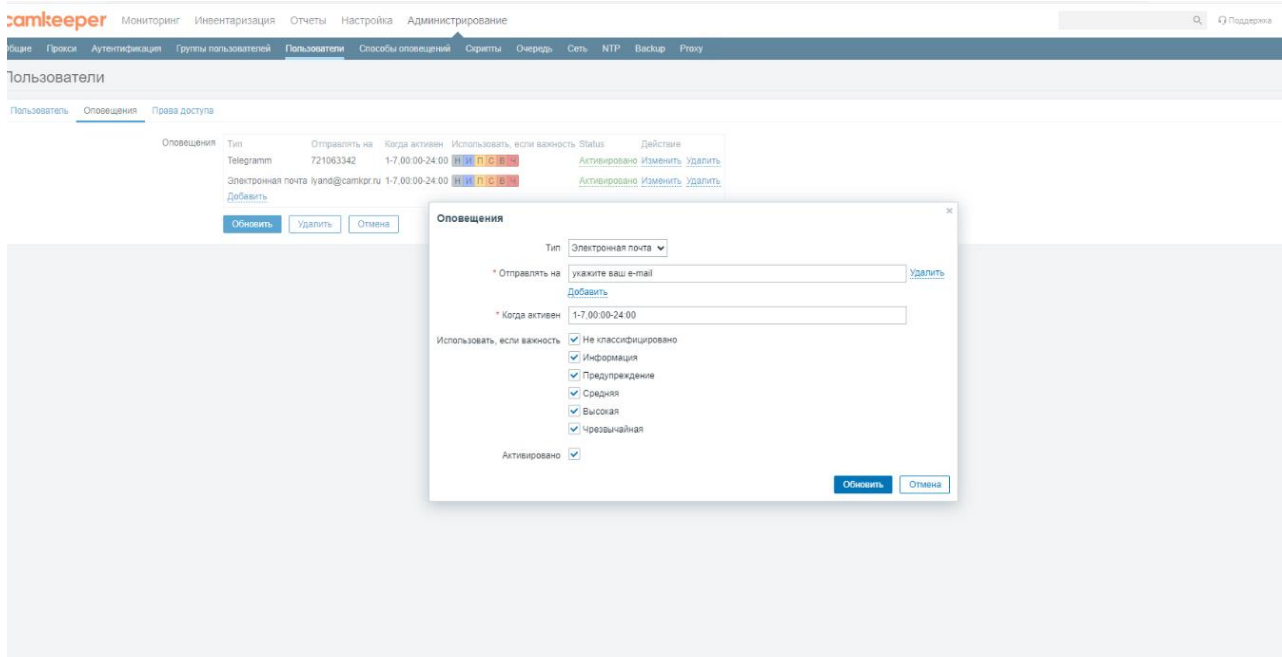 camkeeper Мониторинг Инвентаризация Отчеты Настройка Администрирование Поддержка
Общие Прокси Аутентификация Группы пользователей Пользователи Способы оповещений Скрипты Очередь Сеть NTP Backup Proxy
Пользователи
Пользователь Оповещения Права доступа
Оповещения Тип Отправлять на Когда активен Использовать, если важность Status Действие
Telegramm 721063342 1-7,00:00-24:00 Н И П С В Ч Активировано Изменить Удалить
Электронная почта lyand@camkpr.ru 1-7,00:00-24:00 Н И П С В Ч Активировано Изменить Удалить
Добавить
Обновить Удалить Отмена
Оповещения
Тип Электронная почта
* Отправлять на укажите ваш e-mail Удалить
Добавить
* Когда активен 1-7,00:00-24:00
Использовать, если важность Не классифицировано
Информация
Предупреждение
Средняя
Высокая
Чрезвычайная
Активировано
Обновить Отмена